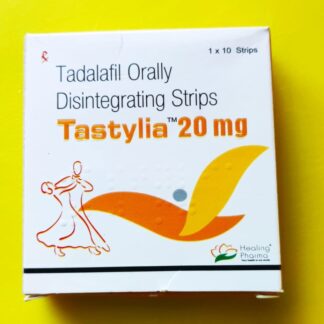 ℞
1 x 10 Strips
Tadalafil Orally
Disintegrating Strips
Tastylia™ 20 mg
Healing
Pharma